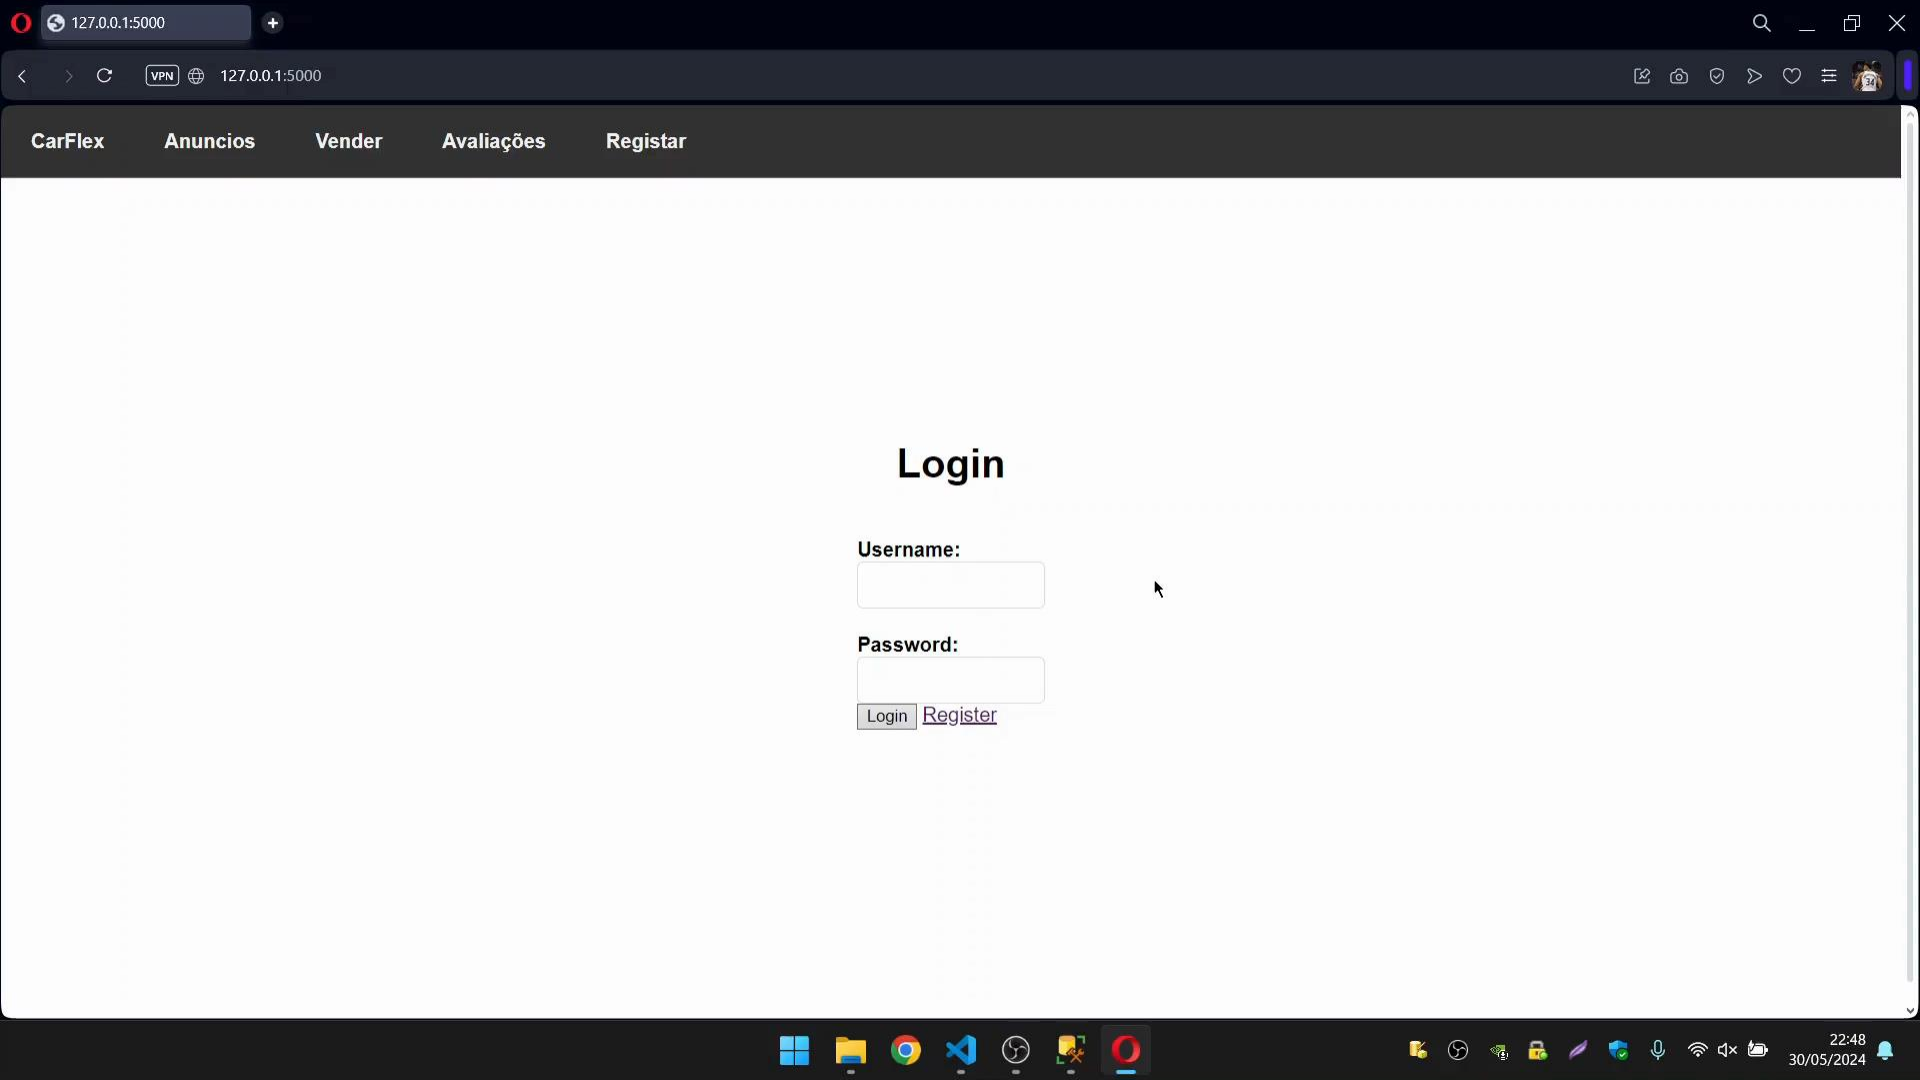 127.0.0.1:5000
VPN 127.0.0.1:5000
34
CarFlex Anuncios Vender Avaliações Registar
Login
Username:
Password:
Login Register
22:48
30/05/2024